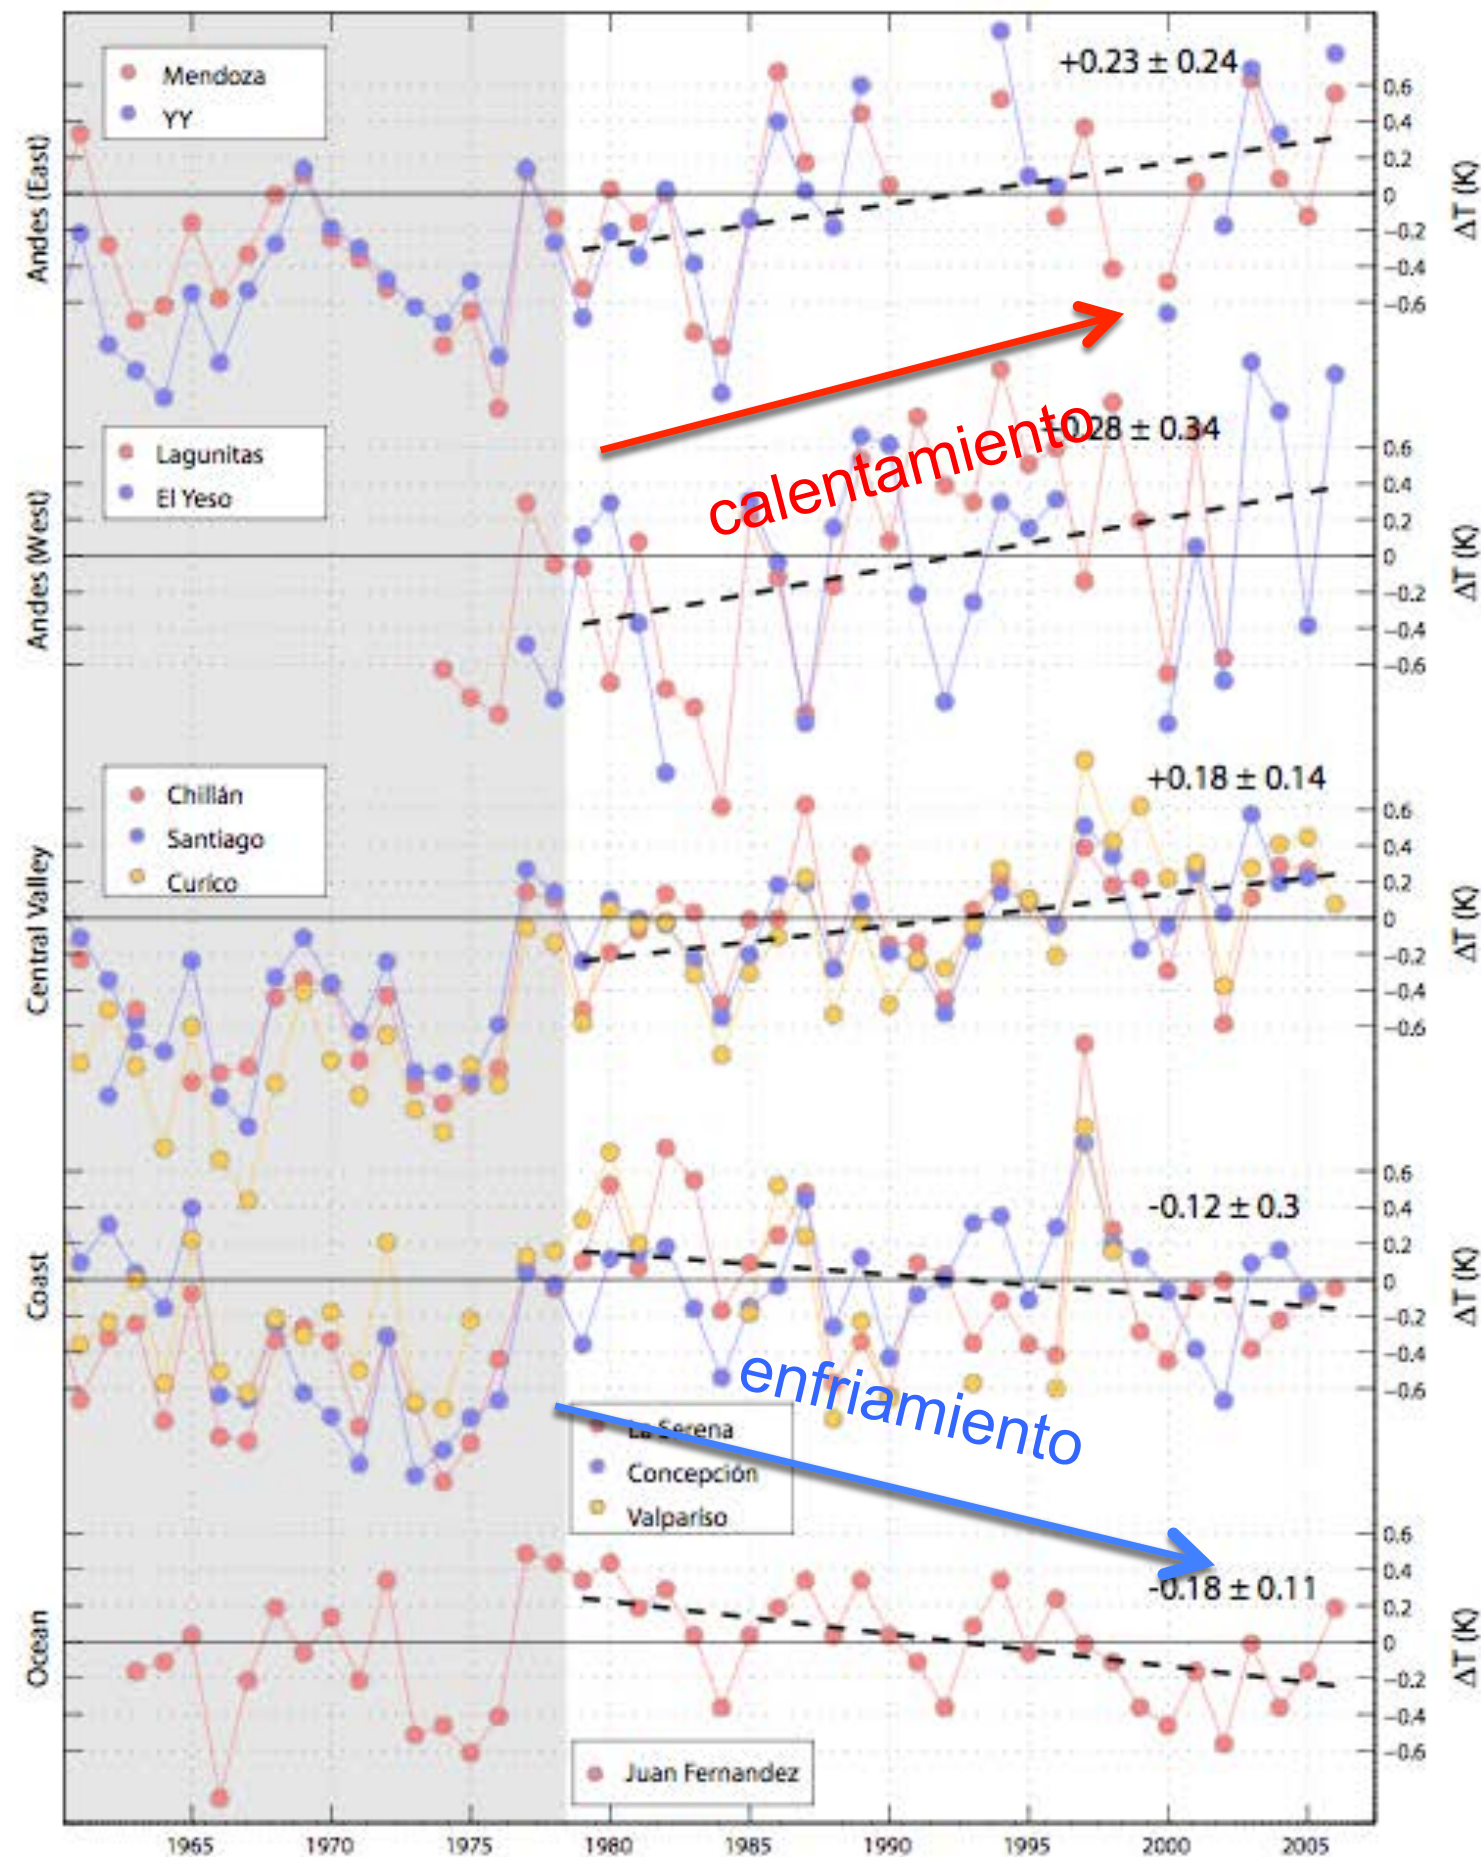 Mendoza
YY
+0.23 ± 0.24
Andes (East)
0.6
0.4
0.2
0
−0.2
−0.4
−0.6
ΔT (K)
calentamiento
Lagunitas
El Yeso
+0.28 ± 0.34
Andes (West)
0.6
0.4
0.2
0
−0.2
−0.4
−0.6
ΔT (K)
Chillán
Santiago
Curico
+0.18 ± 0.14
Central Valley
0.6
0.4
0.2
0
−0.2
−0.4
−0.6
ΔT (K)
-0.12 ± 0.3
Coast
0.6
0.4
0.2
0
−0.2
−0.4
−0.6
ΔT (K)
enfriamiento
La Serena
Concepción
Valpariso
-0.18 ± 0.11
Ocean
0.6
0.4
0.2
0
−0.2
−0.4
−0.6
ΔT (K)
Juan Fernandez
1965 1970 1975 1980 1985 1990 1995 2000 2005